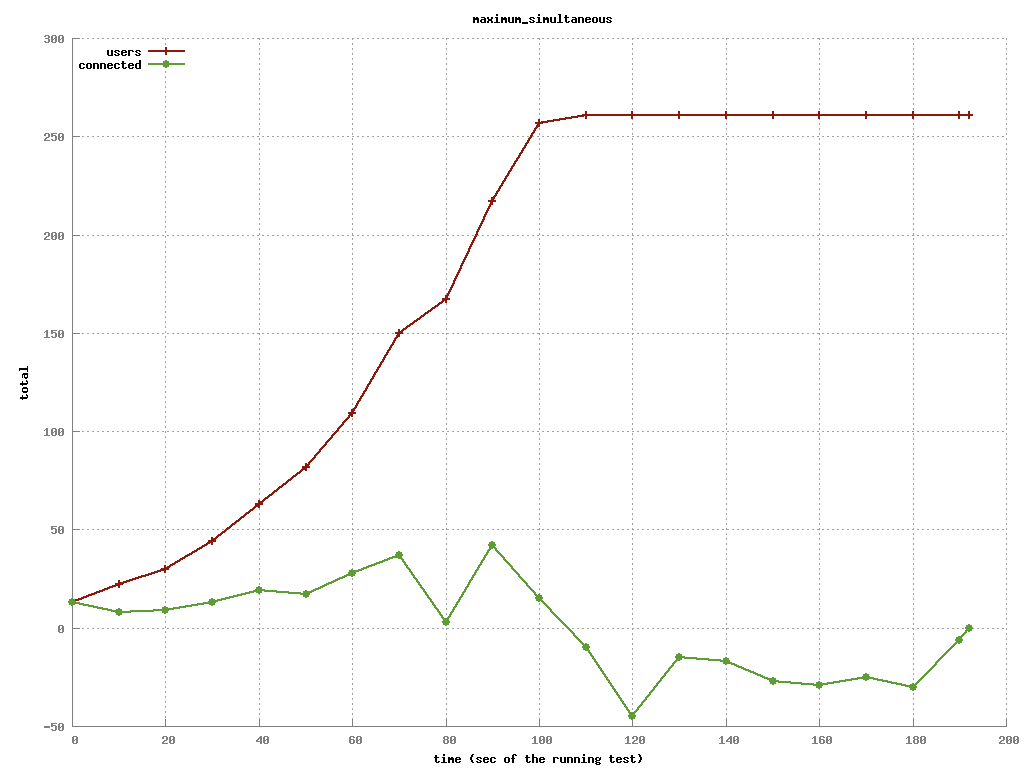 maximum_simultaneous
users
connected
300
250
200
150
100
50
0
-50
total
0 20 40 60 80 100 120 140 160 180 200
time (sec of the running test)